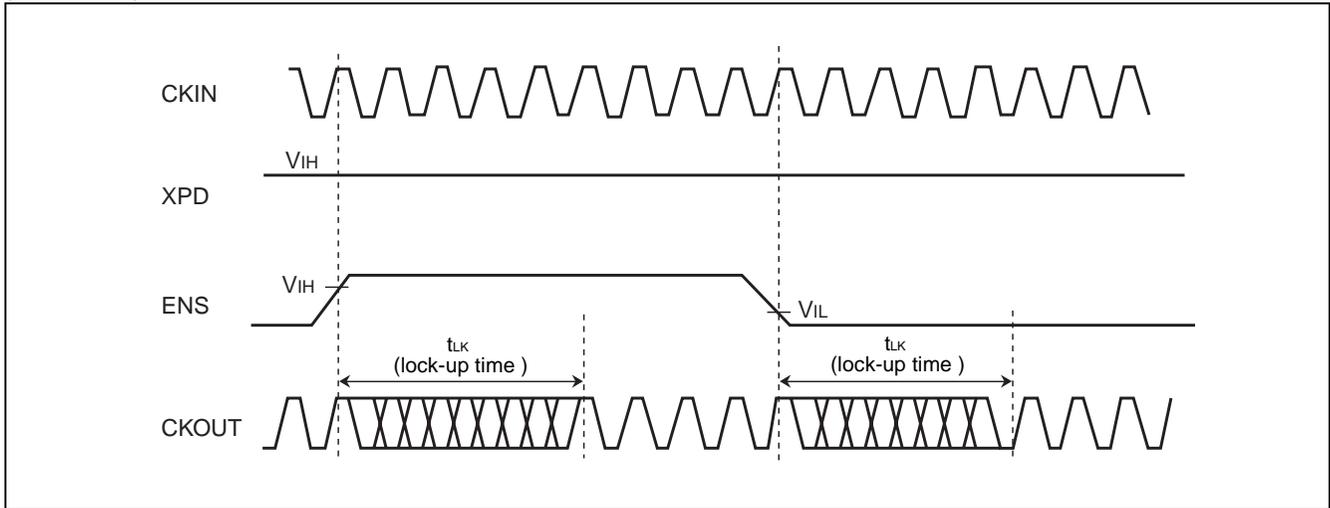 CKIN
VIH
XPD
VIH
ENS
VIL
tLK
(lock-up time )
tLK
(lock-up time )
CKOUT